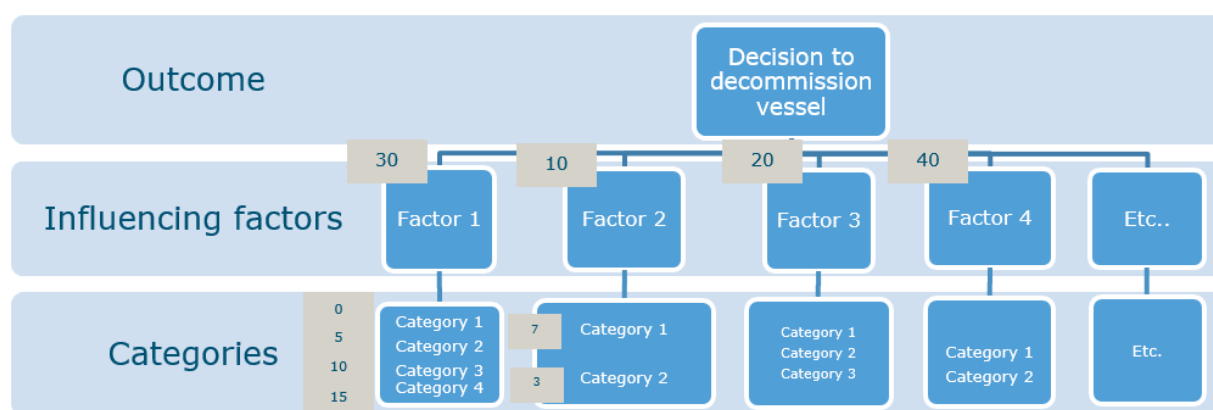 Outcome
Decision to
decommission
vessel
30
10
20
40
Influencing factors
Factor 1
Factor 2
Factor 3
Factor 4
Etc..
Categories
0
5
10
15
Category 1
Category 2
Category 3
Category 4
7
3
Category 1
Category 2
Category 1
Category 2
Category 3
Category 1
Category 2
Etc.